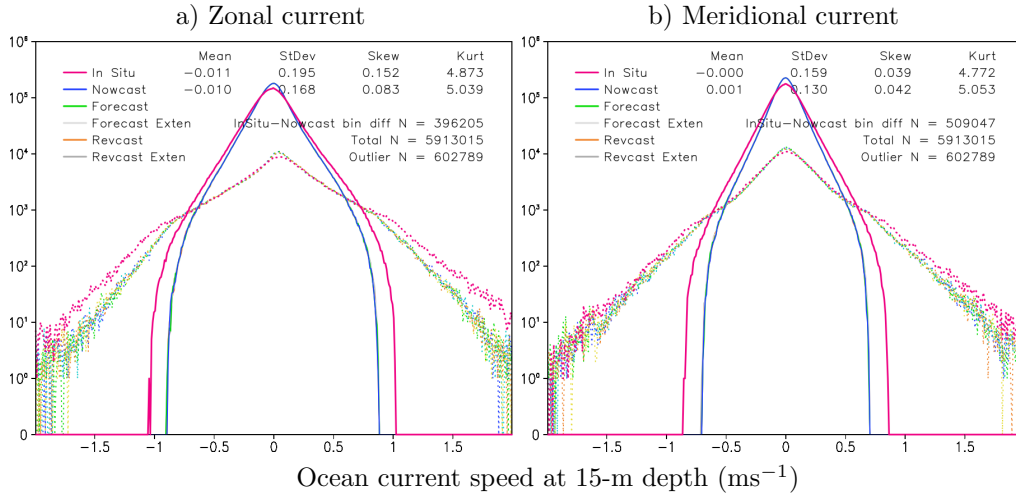 a) Zonal current
b) Meridional current
10⁶
10⁵
10⁴
10³
10²
10¹
10⁰
0
Mean StDev Skew Kurt
In Situ −0.011 0.195 0.152 4.873
Nowcast −0.010 0.168 0.083 5.039
Forecast
Forecast Exten InSitu−Nowcast bin diff N = 396205
Revcast Total N = 5913015
Revcast Exten Outlier N = 602789
−1.5 −1 −0.5 0 0.5 1 1.5
10⁶
10⁵
10⁴
10³
10²
10¹
10⁰
0
Mean StDev Skew Kurt
In Situ −0.000 0.159 0.039 4.772
Nowcast 0.001 0.130 0.042 5.053
Forecast
Forecast Exten InSitu−Nowcast bin diff N = 509047
Revcast Total N = 5913015
Revcast Exten Outlier N = 602789
−1.5 −1 −0.5 0 0.5 1 1.5
Ocean current speed at 15-m depth (ms⁻¹)